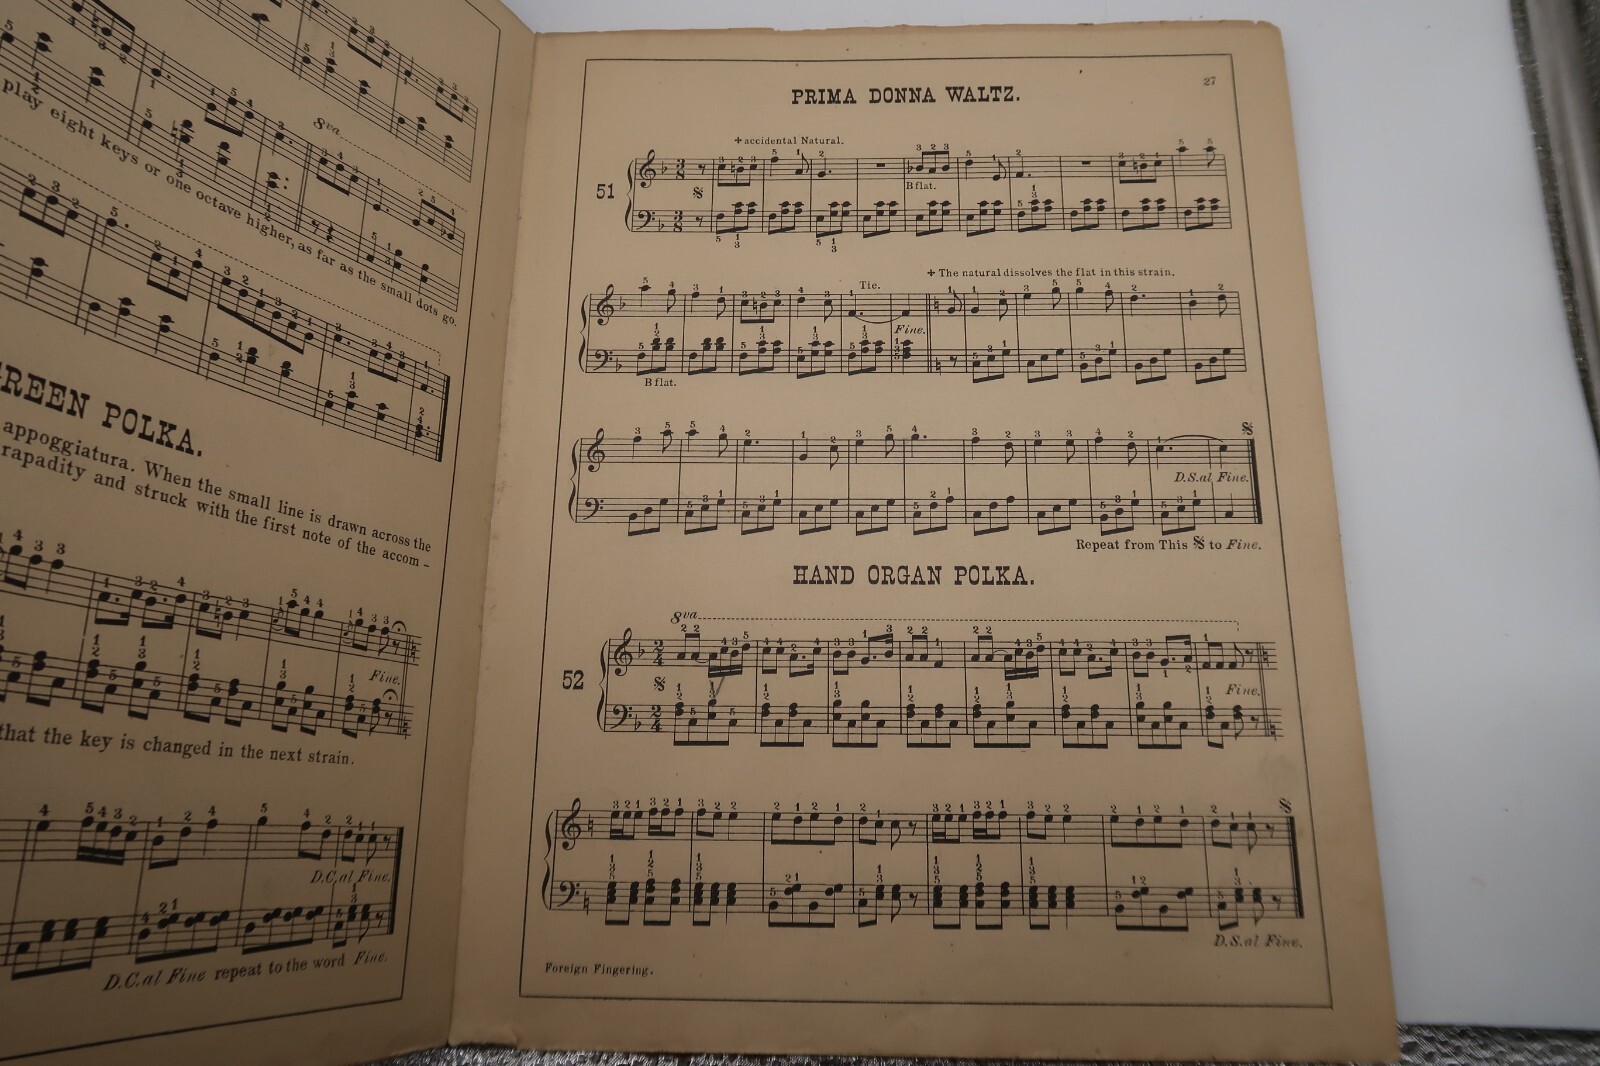 play eight keys or one octave higher, as far as the small dots go.
8va
GREEN POLKA.
appoggiatura. When the small line is drawn across the
rapadity and struck with the first note of the accom-
Fine.
that the key is changed in the next strain.
D.C. al Fine.
D.C. al Fine repeat to the word Fine.
27
PRIMA DONNA WALTZ.
+ accidental Natural.
51
B flat.
+ The natural dissolves the flat in this strain.
Tie.
Fine.
B flat.
D.S. al Fine.
Repeat from This 𝄋 to Fine.
HAND ORGAN POLKA.
8va
52
Fine.
D.S. al Fine.
Foreign Fingering.